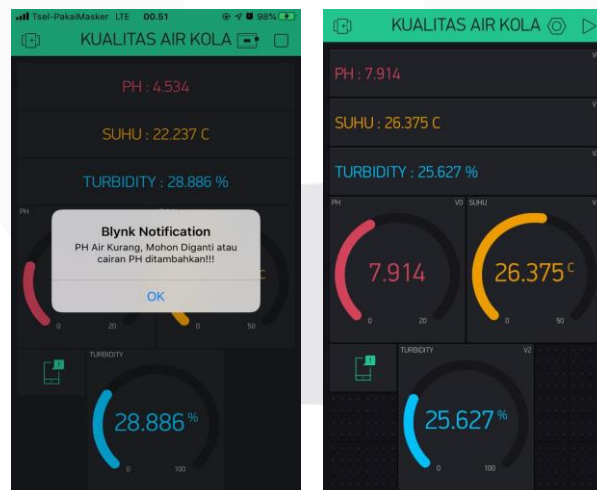 Tsel-PakaiMasker LTE 00.51 98%
KUALITAS AIR KOLA
PH : 4.534
SUHU : 22.237 C
TURBIDITY : 28.886 %
PH
Blynk Notification
PH Air Kurang, Mohon Diganti atau
cairan PH ditambahkan!!!
OK
C
0 20 0 50
TURBIDITY
28.886 %
0 100
KUALITAS AIR KOLA
PH : 7.914
SUHU : 26.375 C
TURBIDITY : 25.627 %
PH V0 SUHU
7.914 26.375 C
0 20 0 50
TURBIDITY V2
25.627 %
0 100